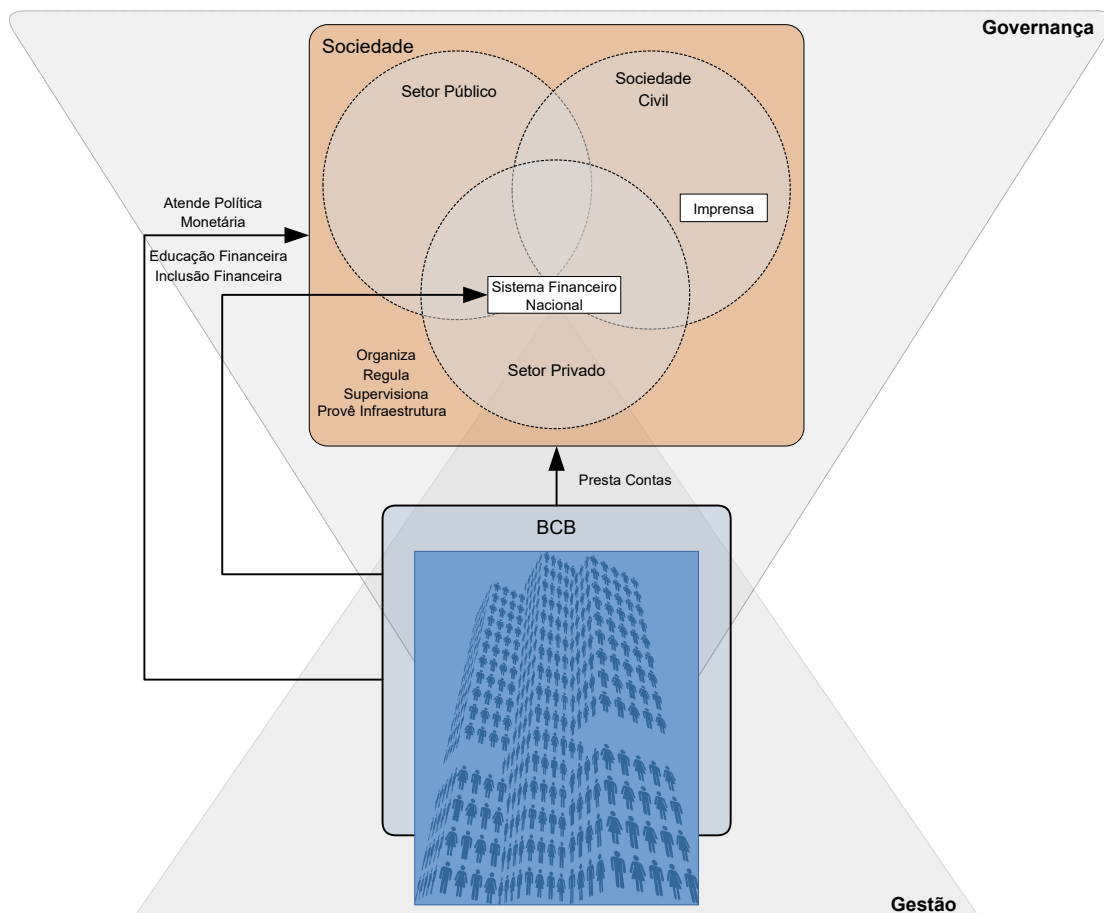 Governança
Sociedade
Setor Público
Sociedade
Civil
Imprensa
Atende Política
Monetária
Educação Financeira
Inclusão Financeira
Sistema Financeiro
Nacional
Organiza
Regula
Supervisiona
Provê Infraestrutura
Setor Privado
Presta Contas
BCB
Gestão